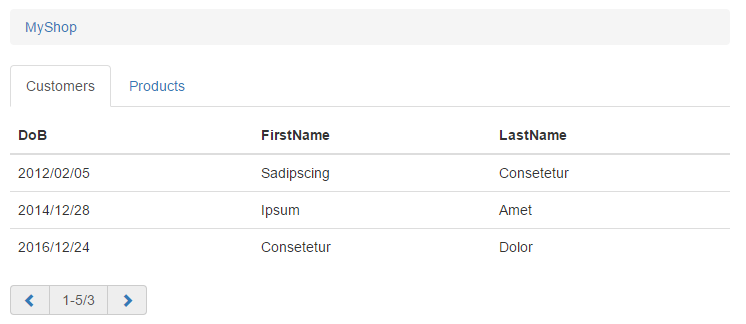 MyShop
Customers Products
DoB FirstName LastName
2012/02/05 Sadipscing Consetetur
2014/12/28 Ipsum Amet
2016/12/24 Consetetur Dolor
1-5/3